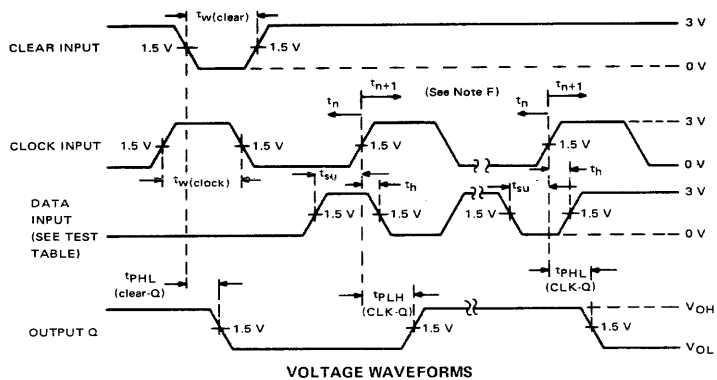 tw(clear)
3 V
CLEAR INPUT
1.5 V
1.5 V
0 V
tn+1
(See Note F)
tn+1
tn
tn
3 V
CLOCK INPUT
1.5 V
1.5 V
1.5 V
1.5 V
0 V
tw(clock)
tsu
th
tsu
th
3 V
DATA
INPUT
(SEE TEST
TABLE)
1.5 V
1.5 V
1.5 V
1.5 V
0 V
tPHL
(clear-Q)
tPLH
(CLK-Q)
tPHL
(CLK-Q)
VOH
OUTPUT Q
1.5 V
1.5 V
1.5 V
VOL
VOLTAGE WAVEFORMS